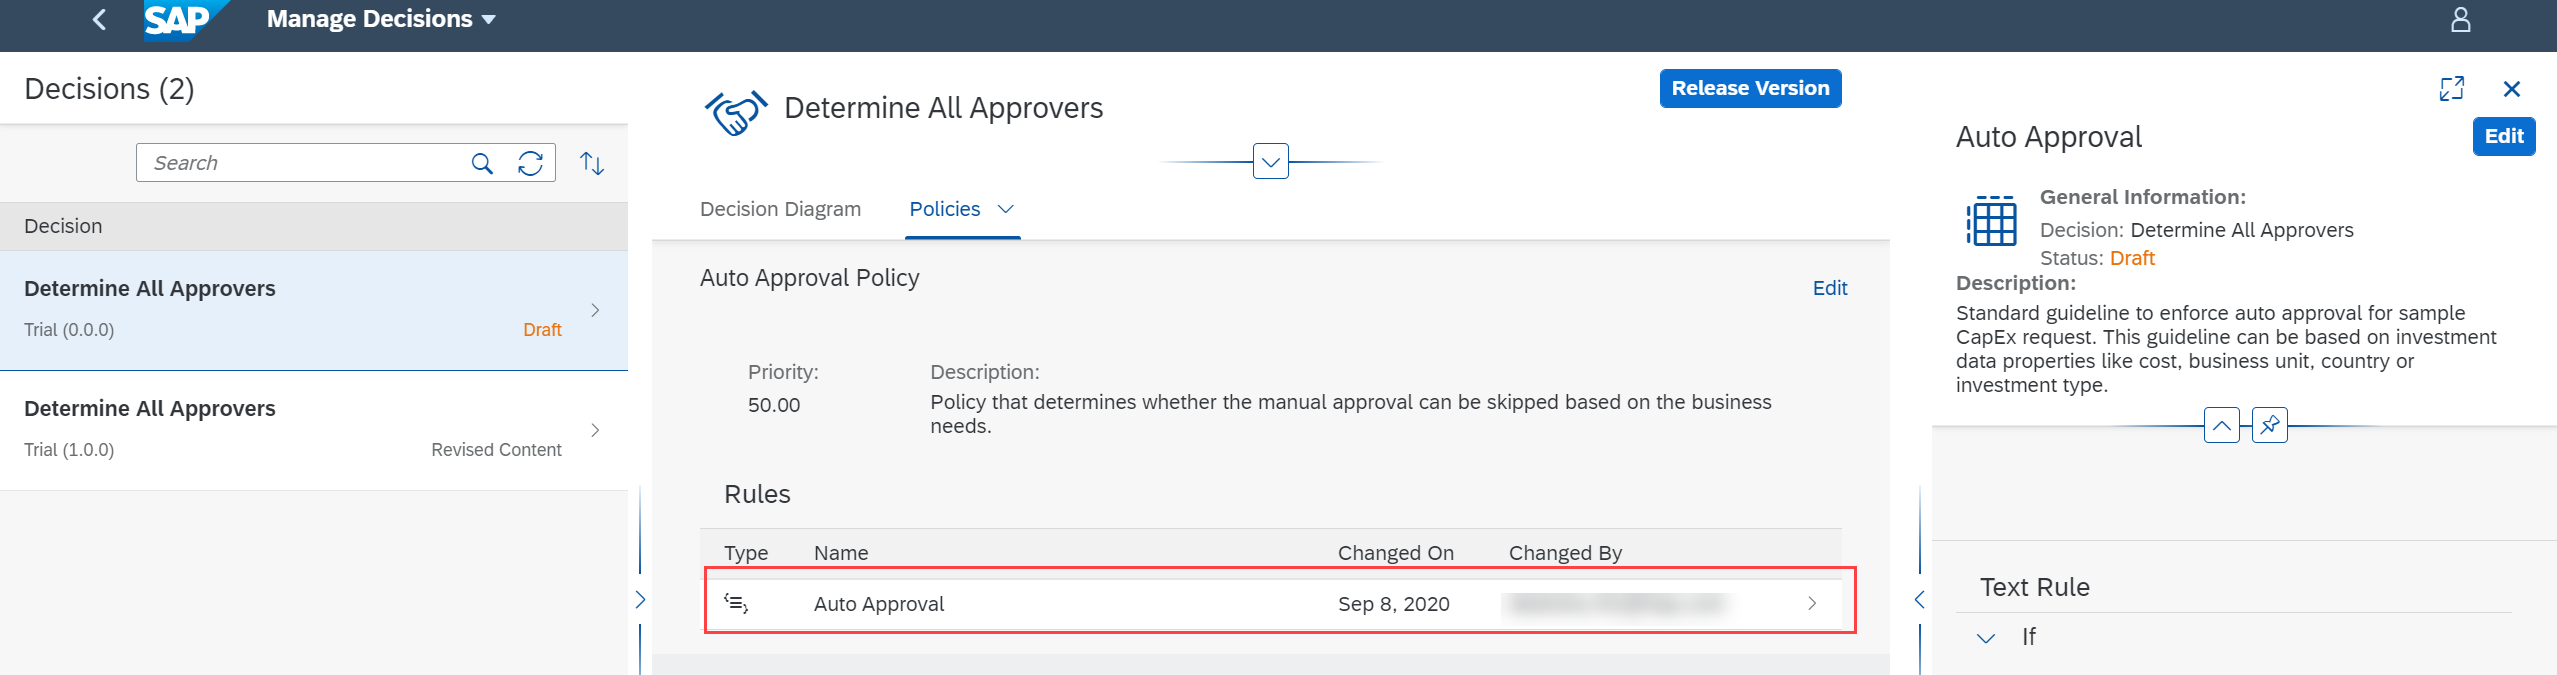 SAP Manage Decisions
Decisions (2)
Search
Decision
Determine All Approvers
Trial (0.0.0) Draft
Determine All Approvers
Trial (1.0.0) Revised Content
Determine All Approvers
Release Version
Decision Diagram Policies
Auto Approval Policy
Edit
Priority: Description:
50.00 Policy that determines whether the manual approval can be skipped based on the business
needs.
Rules
Type Name Changed On Changed By
Auto Approval Sep 8, 2020
Auto Approval
Edit
General Information:
Decision: Determine All Approvers
Status: Draft
Description:
Standard guideline to enforce auto approval for sample
CapEx request. This guideline can be based on investment
data properties like cost, business unit, country or
investment type.
Text Rule
If